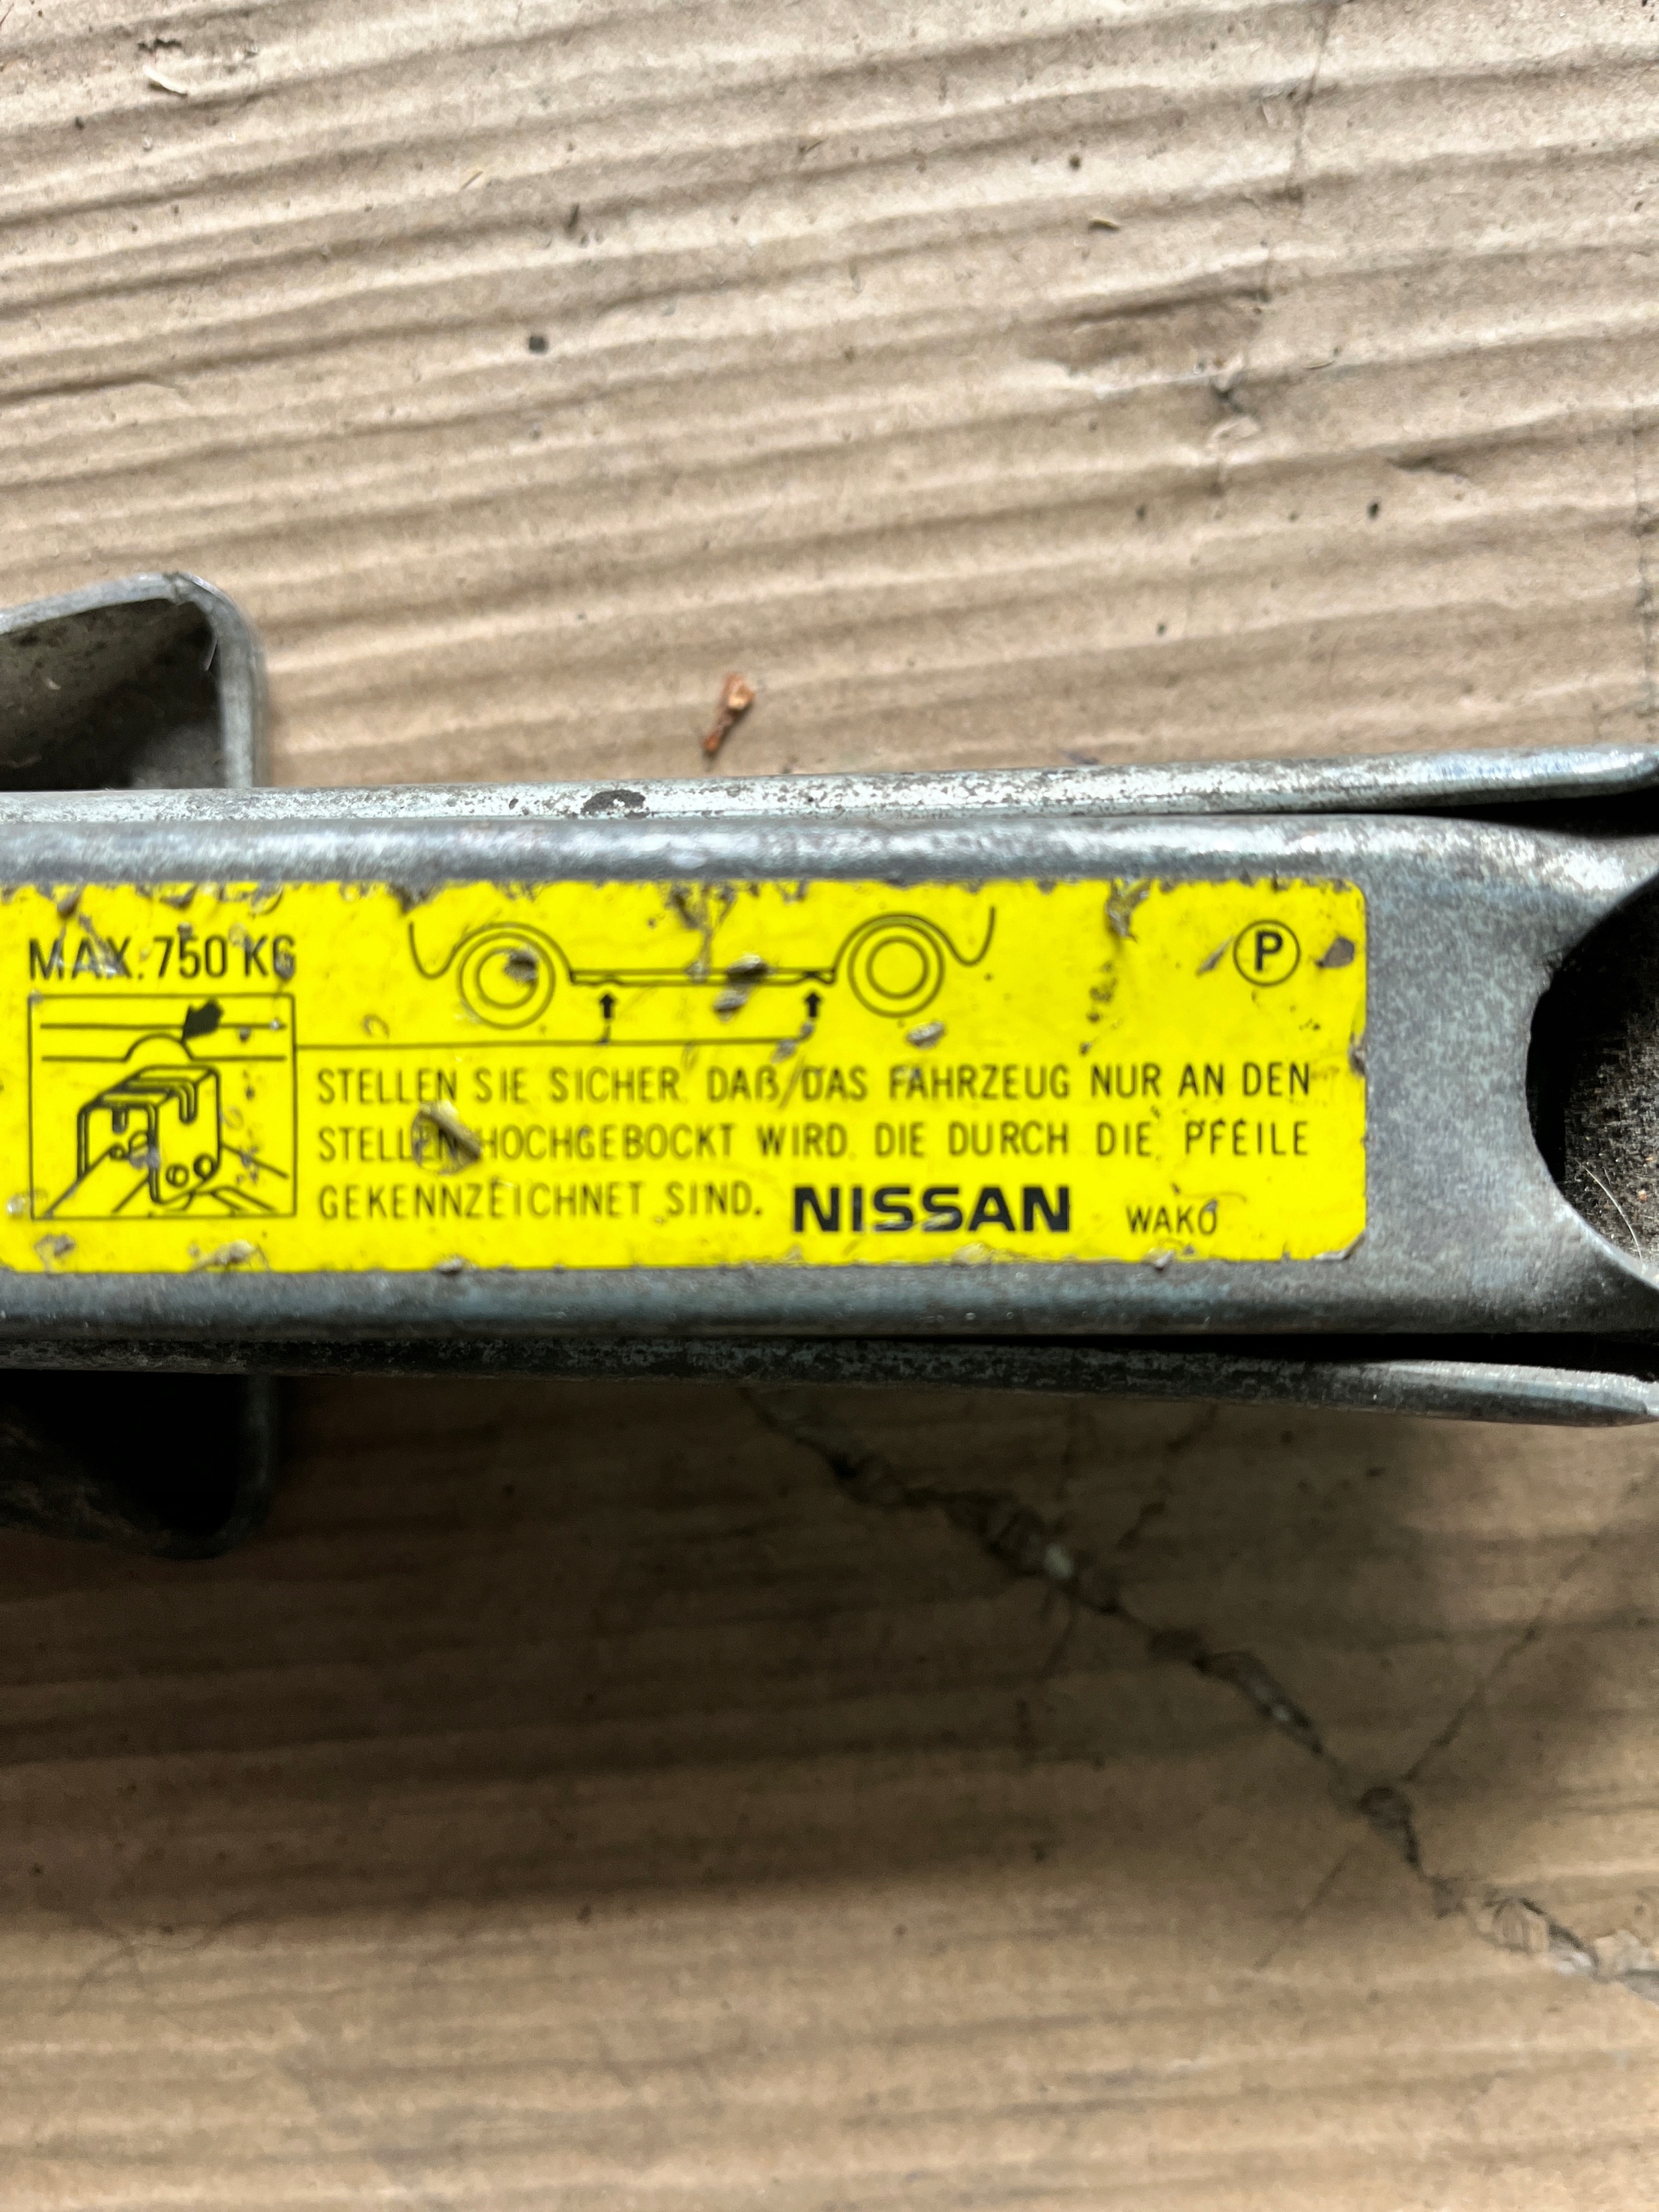 MAX. 750 KG
P
STELLEN SIE SICHER, DAß DAS FAHRZEUG NUR AN DEN
STELLEN HOCHGEBOCKT WIRD, DIE DURCH DIE PFEILE
GEKENNZEICHNET SIND.
NISSAN
WAKO